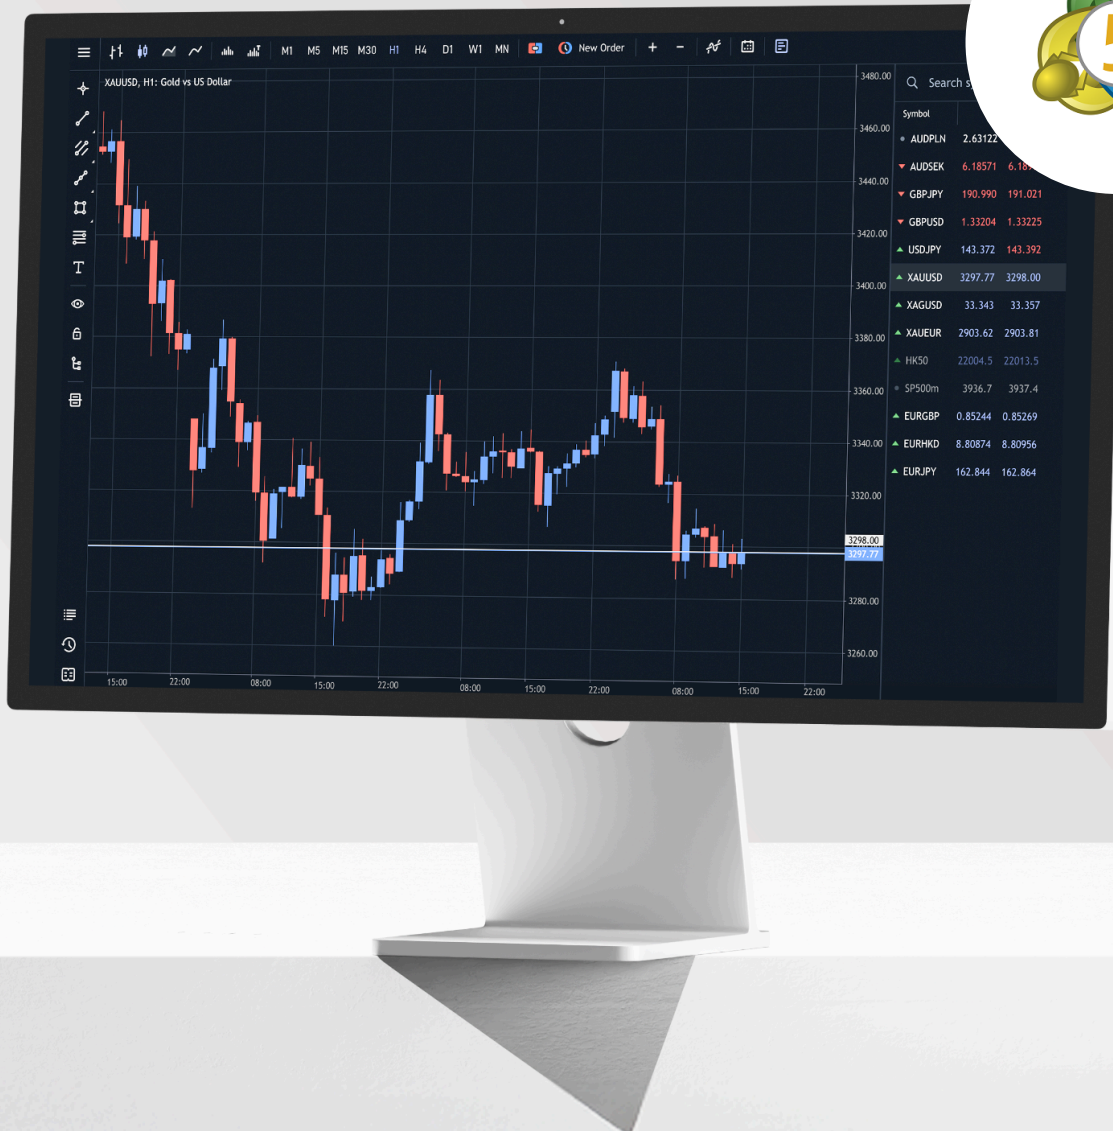 M1 M5 M15 M30 H1 H4 D1 W1 MN New Order
XAUUSD, H1: Gold vs US Dollar
3480.00
3460.00
3440.00
3420.00
3400.00
3380.00
3360.00
3340.00
3320.00
3298.00
3297.77
3280.00
3260.00
15:00 22:00 08:00 15:00 22:00 08:00 15:00 22:00 08:00 15:00 22:00
Search
Symbol
AUDPLN 2.63122
AUDSEK 6.18571
GBPJPY 190.990 191.021
GBPUSD 1.33204 1.33225
USDJPY 143.372 143.392
XAUUSD 3297.77 3298.00
XAGUSD 33.343 33.357
XAUEUR 2903.62 2903.81
HK50 22004.5 22013.5
SP500m 3936.7 3937.4
EURGBP 0.85244 0.85269
EURHKD 8.80874 8.80956
EURJPY 162.844 162.864
5